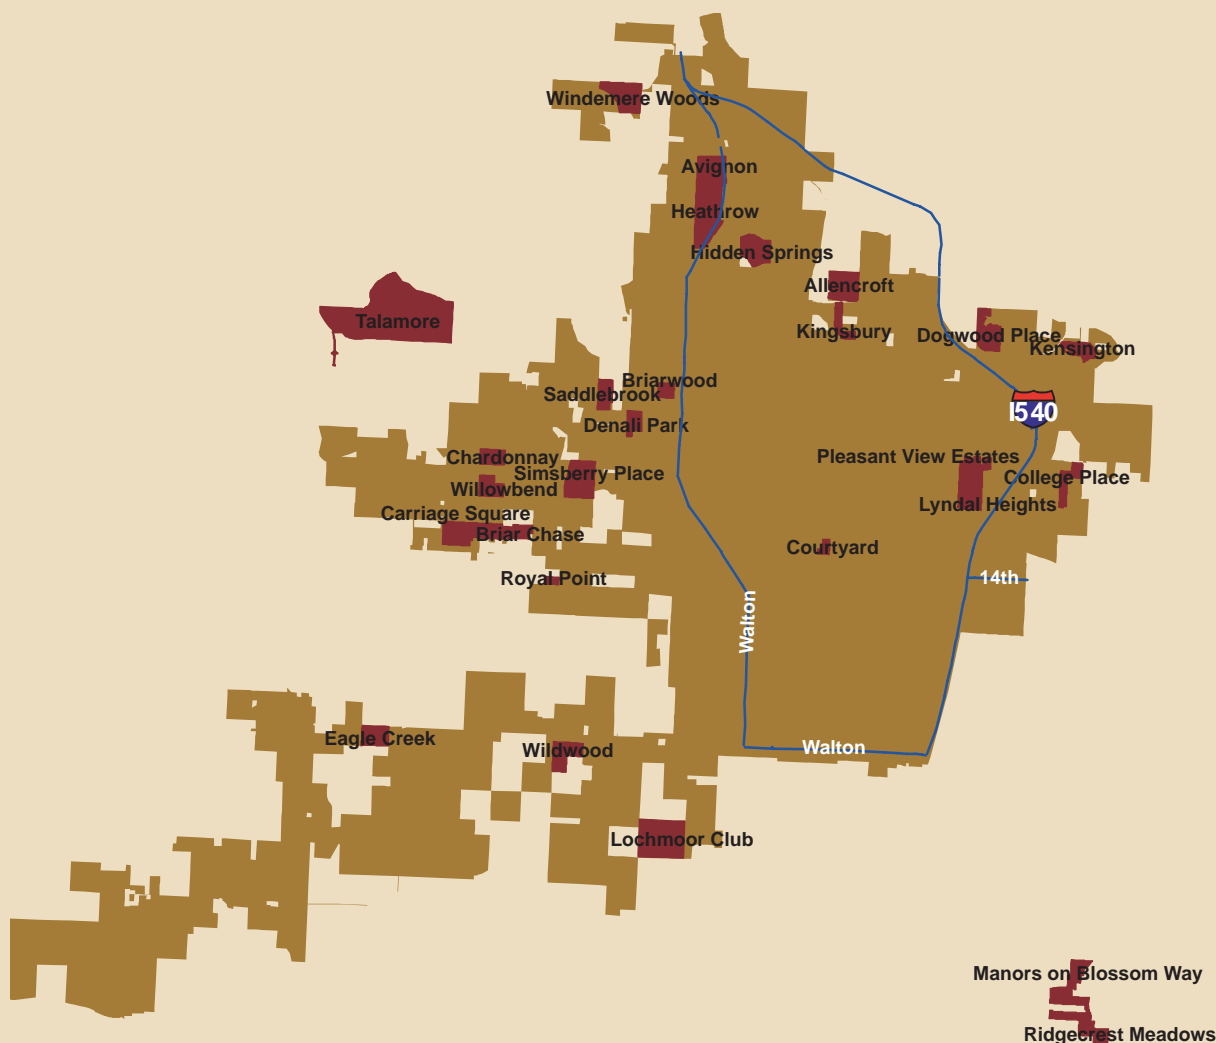 Windemere Woods
Avignon
Heathrow
Hidden Springs
Allencroft
Talamore
Kingsbury
Dogwood Place
Kensington
Briarwood
Saddlebrook
I540
Denali Park
Chardonnay
Pleasant View Estates
Simsberry Place
College Place
Willowbend
Lyndal Heights
Carriage Square
Briar Chase
Courtyard
Royal Point
14th
Walton
Eagle Creek
Wildwood
Walton
Lochmoor Club
Manors on Blossom Way
Ridgecrest Meadows